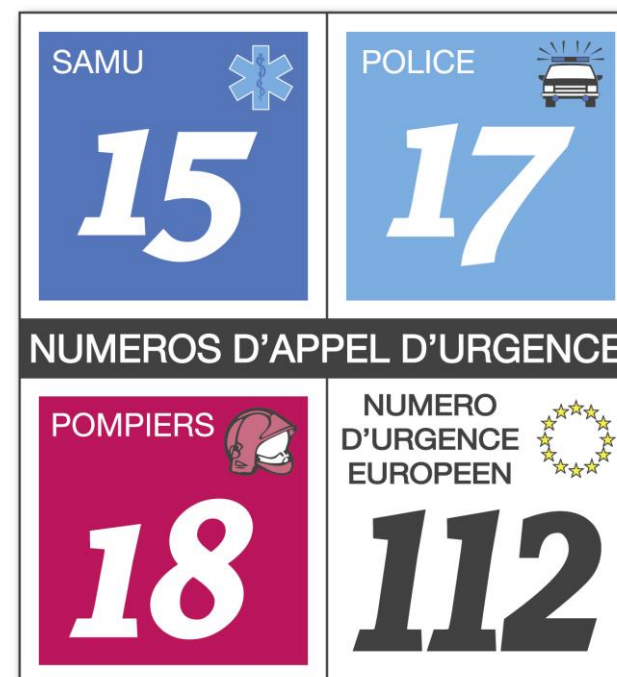 SAMU
15
POLICE
17
NUMEROS D'APPEL D'URGENCE
POMPIERS
18
NUMERO
D'URGENCE
EUROPEEN
112